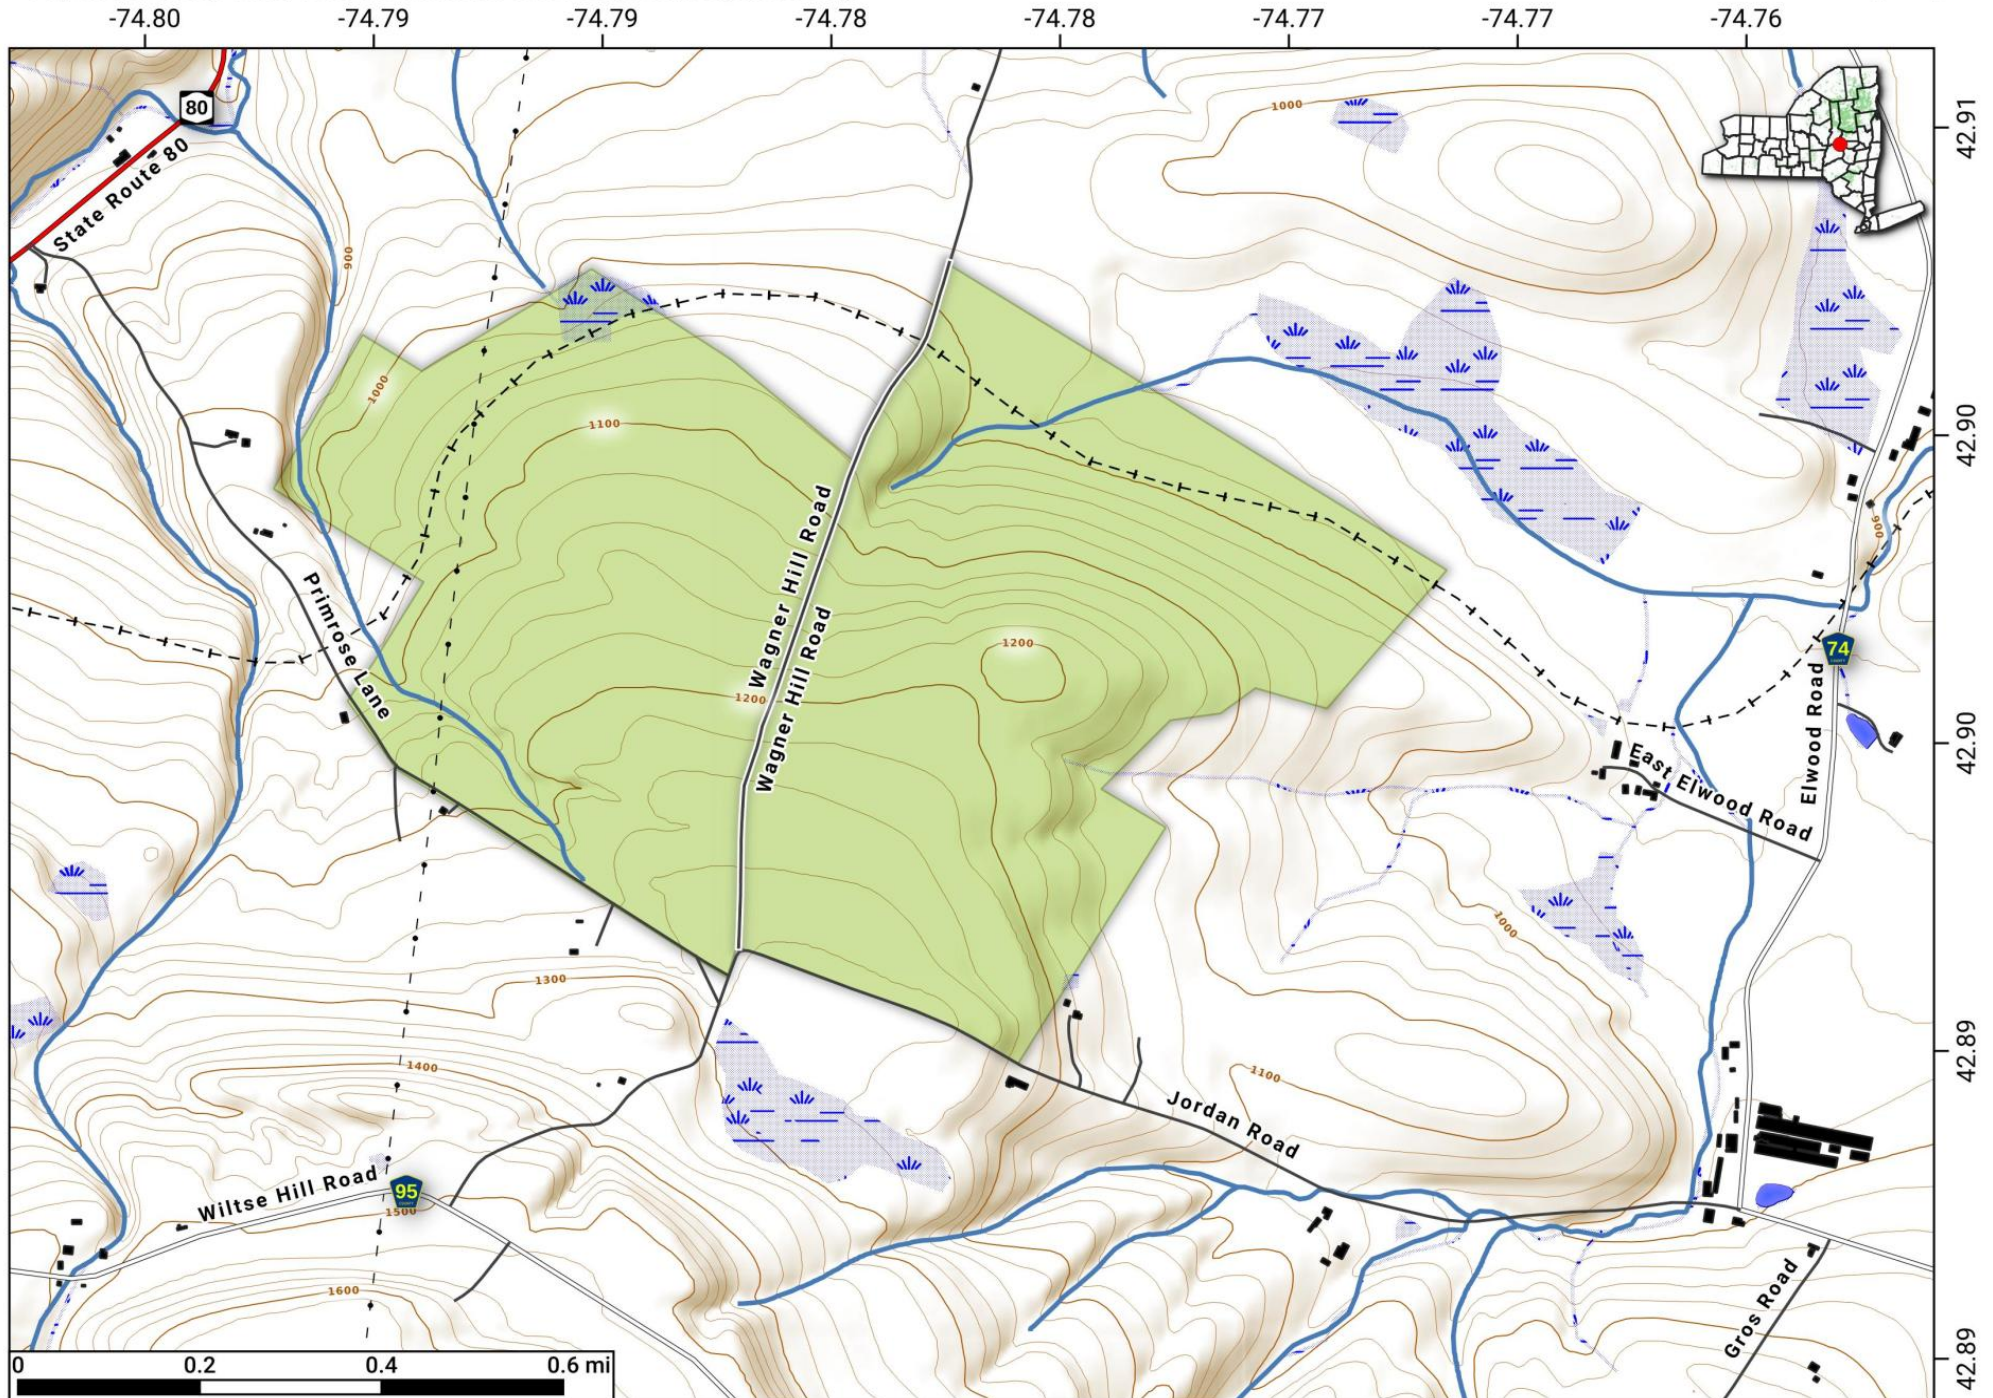 -74.80
-74.79
-74.79
-74.78
-74.78
-74.77
-74.77
-74.76
42.91
42.90
42.90
42.89
42.89
80
State Route 80
900
1000
1000
1100
Wagner Hill Road
Wagner Hill Road
Primrose Lane
1200
1200
900
74
Elwood Road
East Elwood Road
1000
1300
1400
1100
Jordan Road
Wiltse Hill Road
95
1500
1600
Gros Road
0 0.2 0.4 0.6 mi